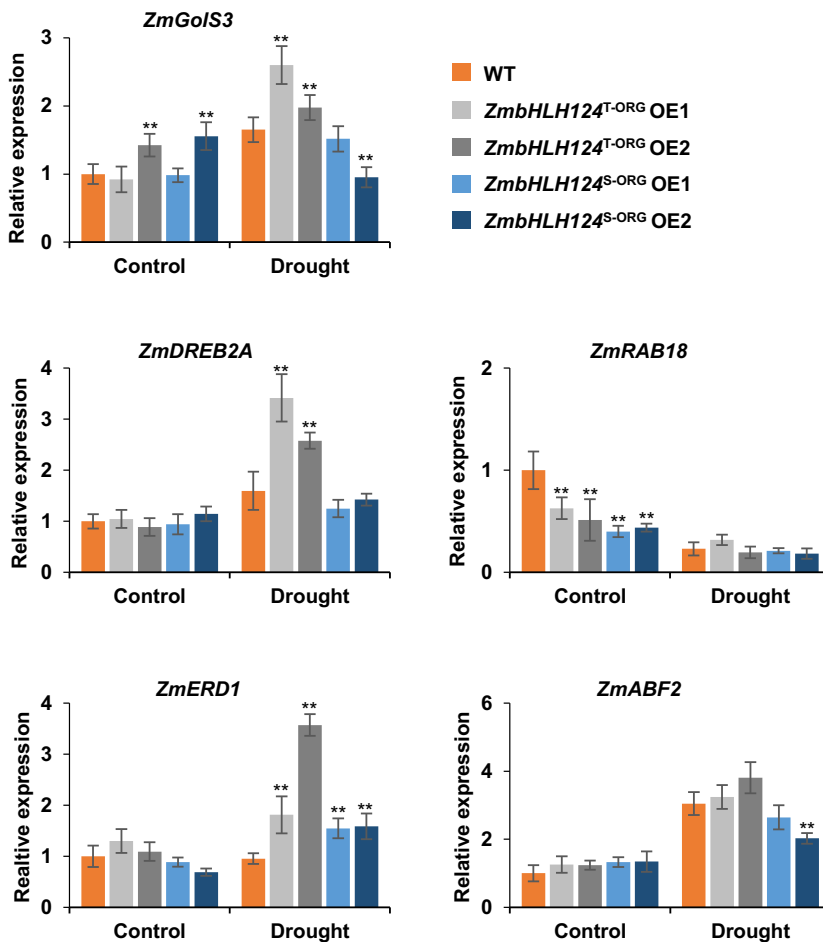 ZmGolS3
Relative expression
3
2
1
0
** ** ** ** **
Control Drought
WT
ZmbHLH124T-ORG OE1
ZmbHLH124T-ORG OE2
ZmbHLH124S-ORG OE1
ZmbHLH124S-ORG OE2
ZmDREB2A
Relative expression
4
3
2
1
0
** **
Control Drought
ZmRAB18
Relative expression
2
1
0
** ** ** **
Control Drought
ZmERD1
Realtive expression
4
3
2
1
0
** ** ** **
Control Drought
ZmABF2
Relative expression
6
4
2
0
**
Control Drought